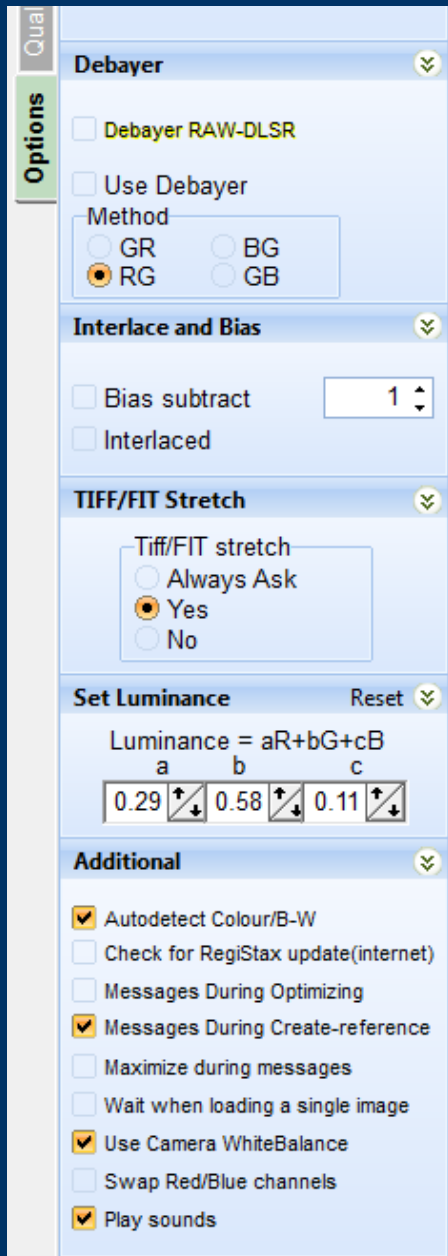 Qual
Options
Debayer
Debayer RAW-DLSR
Use Debayer
Method
GR BG
RG GB
Interlace and Bias
Bias subtract 1
Interlaced
TIFF/FIT Stretch
Tiff/FIT stretch
Always Ask
Yes
No
Set Luminance Reset
Luminance = aR+bG+cB
a b c
0.29 0.58 0.11
Additional
Autodetect Colour/B-W
Check for RegiStax update(internet)
Messages During Optimizing
Messages During Create-reference
Maximize during messages
Wait when loading a single image
Use Camera WhiteBalance
Swap Red/Blue channels
Play sounds